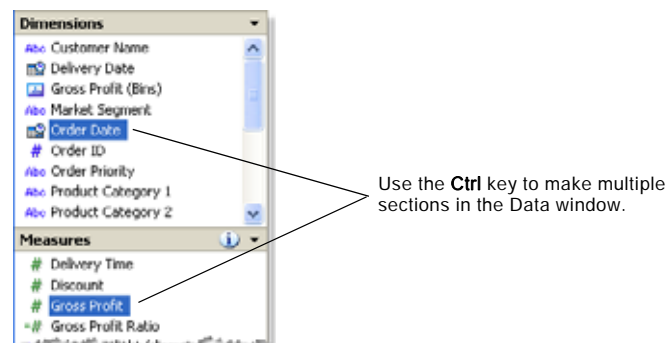 Dimensions
Abc Customer Name
Delivery Date
Gross Profit (Bins)
Abc Market Segment
Order Date
# Order ID
Abc Order Priority
Abc Product Category 1
Abc Product Category 2
Use the Ctrl key to make multiple
sections in the Data window.
Measures
# Delivery Time
# Discount
# Gross Profit
=# Gross Profit Ratio